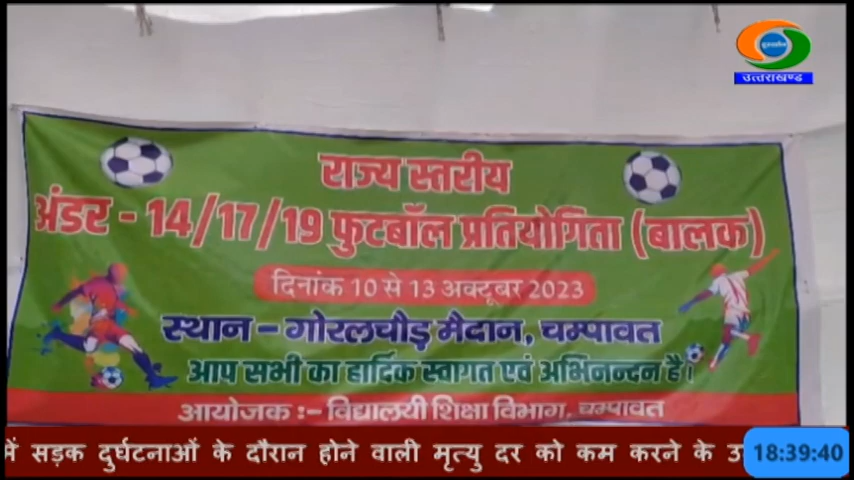 दूरदर्शन
उत्तराखण्ड
राज्य स्तरीय
अंडर - 14/17/19 फुटबॉल प्रतियोगिता (बालक)
दिनांक 10 से 13 अक्टूबर 2023
स्थान - गोरलचौड़ मैदान, चम्पावत
आप सभी का हार्दिक स्वागत एवं अभिनन्दन है।
आयोजक :- विद्यालयी शिक्षा विभाग, चम्पावत
में सड़क दुर्घटनाओं के दौरान होने वाली मृत्यु दर को कम करने के
18:39:40